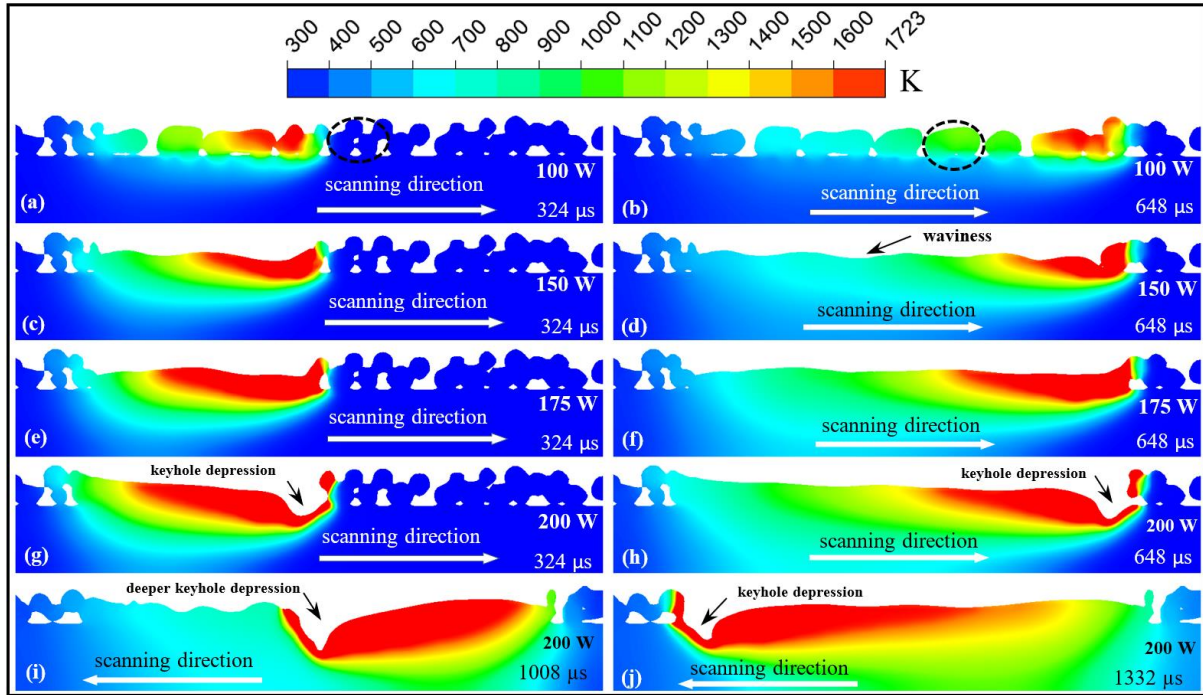 300 400 500 600 700 800 900 1000 1100 1200 1300 1400 1500 1600 1723
K
100 W
scanning direction
(a) 324 μs
100 W
scanning direction
(b) 648 μs
150 W
scanning direction
(c) 324 μs
waviness
150 W
scanning direction
(d) 648 μs
175 W
scanning direction
(e) 324 μs
175 W
scanning direction
(f) 648 μs
keyhole depression
200 W
scanning direction
(g) 324 μs
keyhole depression
200 W
scanning direction
(h) 648 μs
deeper keyhole depression
200 W
scanning direction
(i) 1008 μs
keyhole depression
200 W
scanning direction
(j) 1332 μs